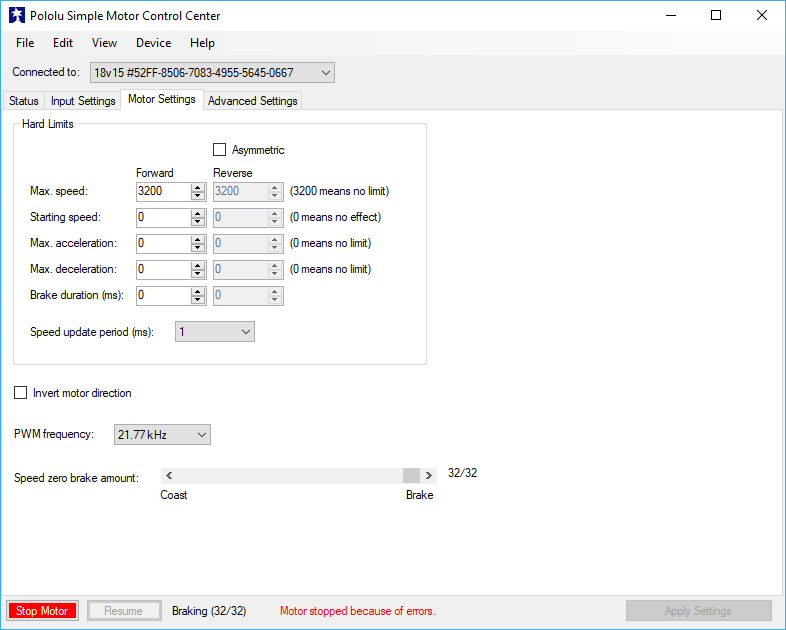 Pololu Simple Motor Control Center
File Edit View Device Help
Connected to: 18v15 #52FF-8506-7083-4955-5645-0667
Status Input Settings Motor Settings Advanced Settings
Hard Limits
Asymmetric
Forward Reverse
Max. speed: 3200 3200 (3200 means no limit)
Starting speed: 0 0 (0 means no effect)
Max. acceleration: 0 0 (0 means no limit)
Max. deceleration: 0 0 (0 means no limit)
Brake duration (ms): 0 0
Speed update period (ms): 1
Invert motor direction
PWM frequency: 21.77 kHz
Speed zero brake amount: 32/32
Coast Brake
Stop Motor Resume Braking (32/32) Motor stopped because of errors. Apply Settings